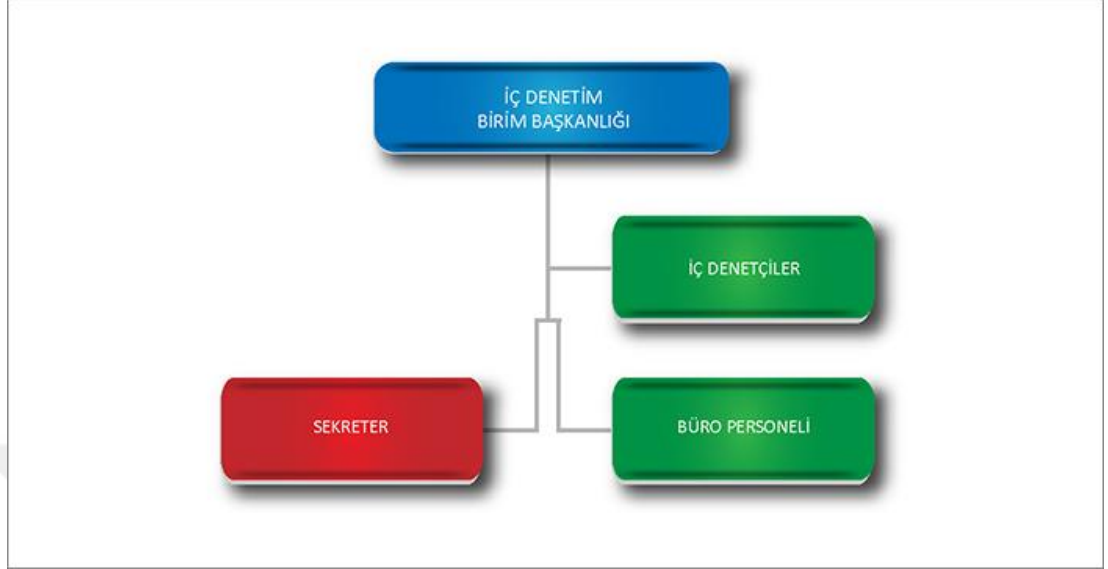 İÇ DENETİM
BİRİM BAŞKANLIĞI
İÇ DENETÇİLER
SEKRETER
BÜRO PERSONELİ